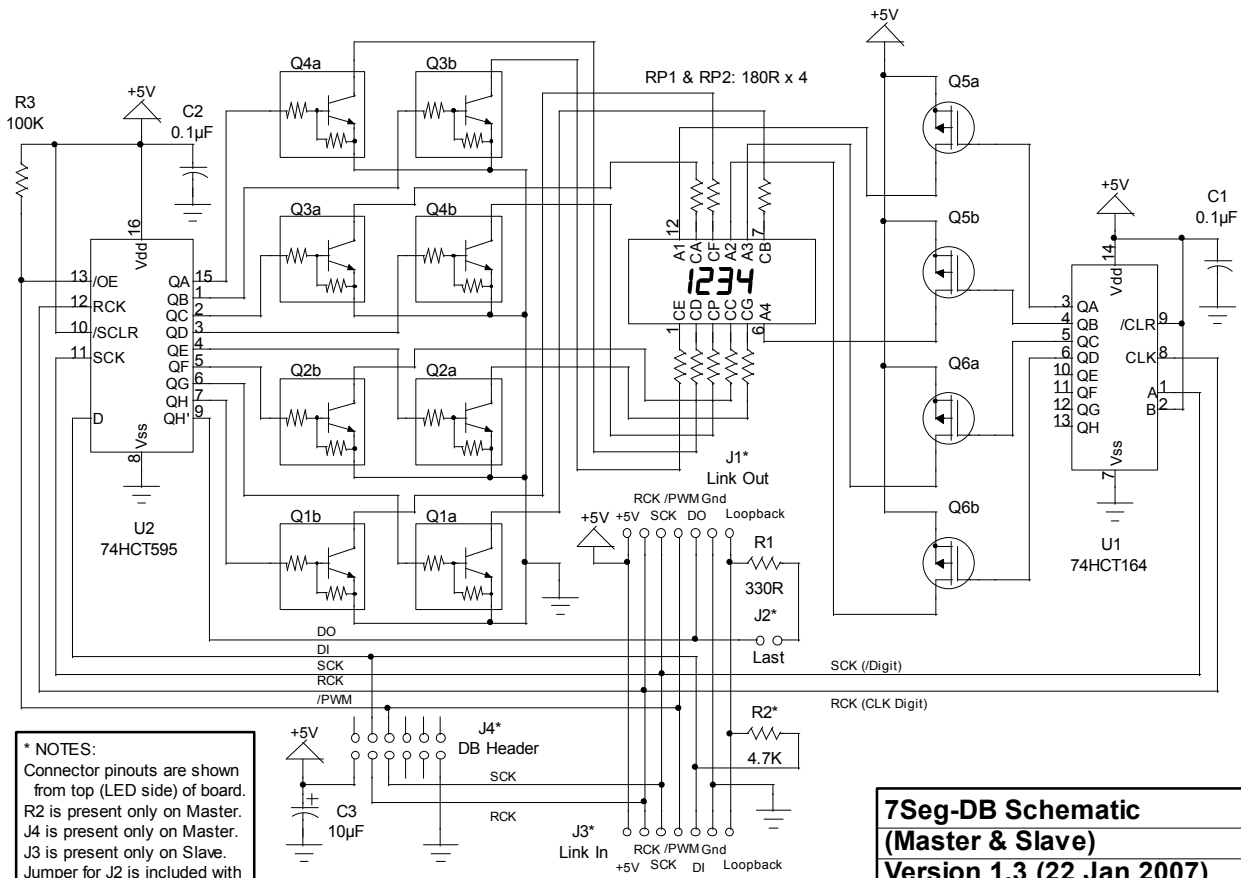 +5V
Q4a
Q3b
RP1 & RP2: 180R x 4
Q5a
R3
100K
+5V
C2
0.1µF
+5V
C1
0.1µF
Q3a
Q4b
Q5b
16
Vdd
13
/OE
12
RCK
10
/SCLR
11
SCK
D
QA
15
QB
1
QC
2
QD
3
QE
4
QF
5
QG
6
QH
7
QH'
9
8
Vss
U2
74HCT595
12
7
A1
CA
CF
A2
A3
CB
1234
CE
CD
CP
CC
CG
A4
1
6
14
Vdd
3
QA
4
QB
5
QC
6
QD
10
QE
11
QF
12
QG
13
QH
/CLR
9
CLK
8
A
1
B
2
7
Vss
U1
74HCT164
Q2b
Q2a
Q6a
Q1b
Q1a
Q6b
J1*
Link Out
RCK /PWM Gnd
+5V SCK DO Loopback
+5V
R1
330R
J2*
Last
DO
DI
SCK
RCK
/PWM
SCK (/Digit)
RCK (CLK Digit)
+5V
J4*
DB Header
SCK
RCK
C3
10µF
+
R2*
4.7K
J3*
Link In
RCK /PWM Gnd
+5V SCK DI Loopback
* NOTES:
Connector pinouts are shown
from top (LED side) of board.
R2 is present only on Master.
J4 is present only on Master.
J3 is present only on Slave.
Jumper for J2 is included with
7Seg-DB Schematic
(Master & Slave)
Version 1.3 (22 Jan 2007)